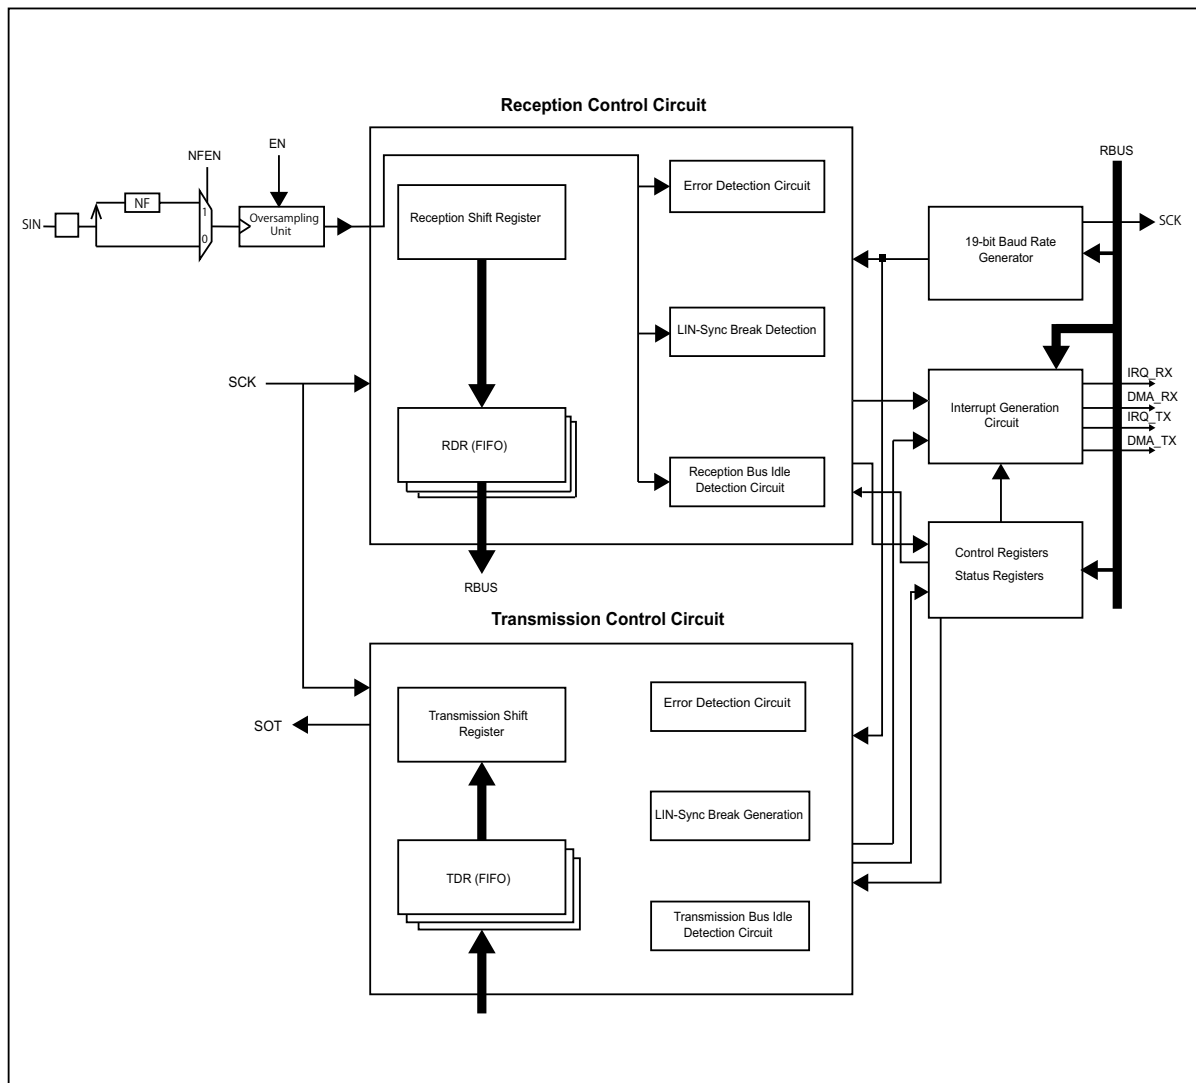 Reception Control Circuit
EN
NFEN
RBUS
NF
1
0
SIN
Oversampling
Unit
Reception Shift Register
Error Detection Circuit
19-bit Baud Rate
Generator
SCK
LIN-Sync Break Detection
SCK
RDR (FIFO)
Reception Bus Idle
Detection Circuit
Interrupt Generation
Circuit
IRQ_RX
DMA_RX
IRQ_TX
DMA_TX
RBUS
Control Registers
Status Registers
Transmission Control Circuit
SOT
Transmission Shift
Register
Error Detection Circuit
LIN-Sync Break Generation
TDR (FIFO)
Transmission Bus Idle
Detection Circuit